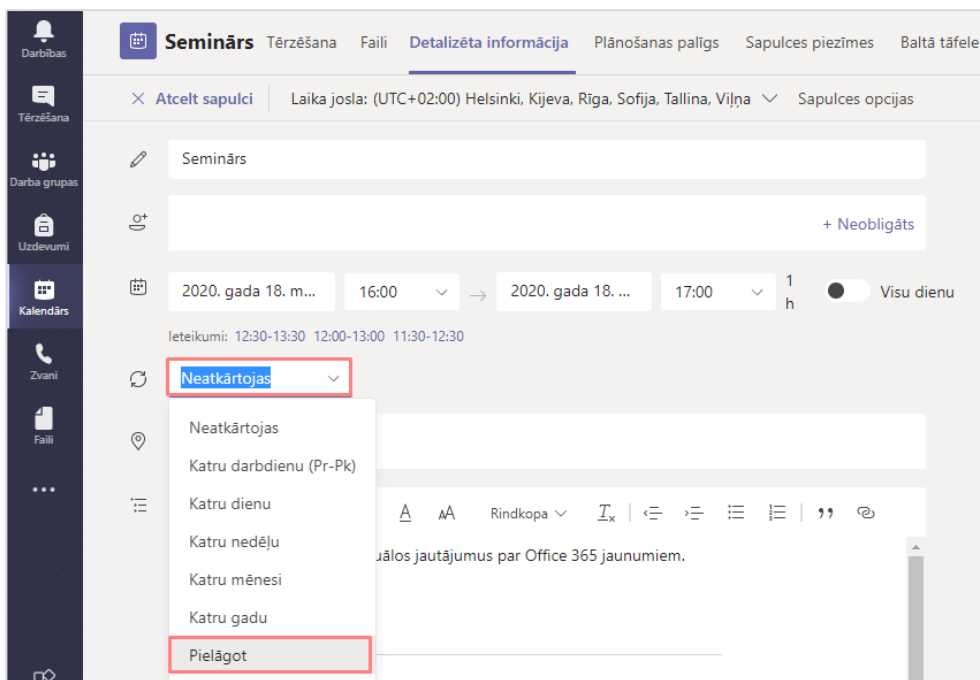 Darbības
Tērzēšana
Darba grupas
Uzdevumi
Kalendārs
Zvani
Faili
Seminārs Tērzēšana Faili Detalizēta informācija Plānošanas palīgs Sapulces piezīmes Baltā tāfele
Atcelt sapulci Laika josla: (UTC+02:00) Helsinki, Kijeva, Rīga, Sofija, Tallina, Viļņa Sapulces opcijas
Seminārs
+ Neobligāts
2020. gada 18. m... 16:00 → 2020. gada 18. ... 17:00 1 h Visu dienu
Ieteikumi: 12:30-13:30 12:00-13:00 11:30-12:30
Neatkārtojas
Neatkārtojas
Katru darbdienu (Pr-Pk)
Katru dienu
A AA Rindkopa
Katru nedēļu
uālos jautājumus par Office 365 jaunumiem.
Katru mēnesi
Katru gadu
Pielāgot